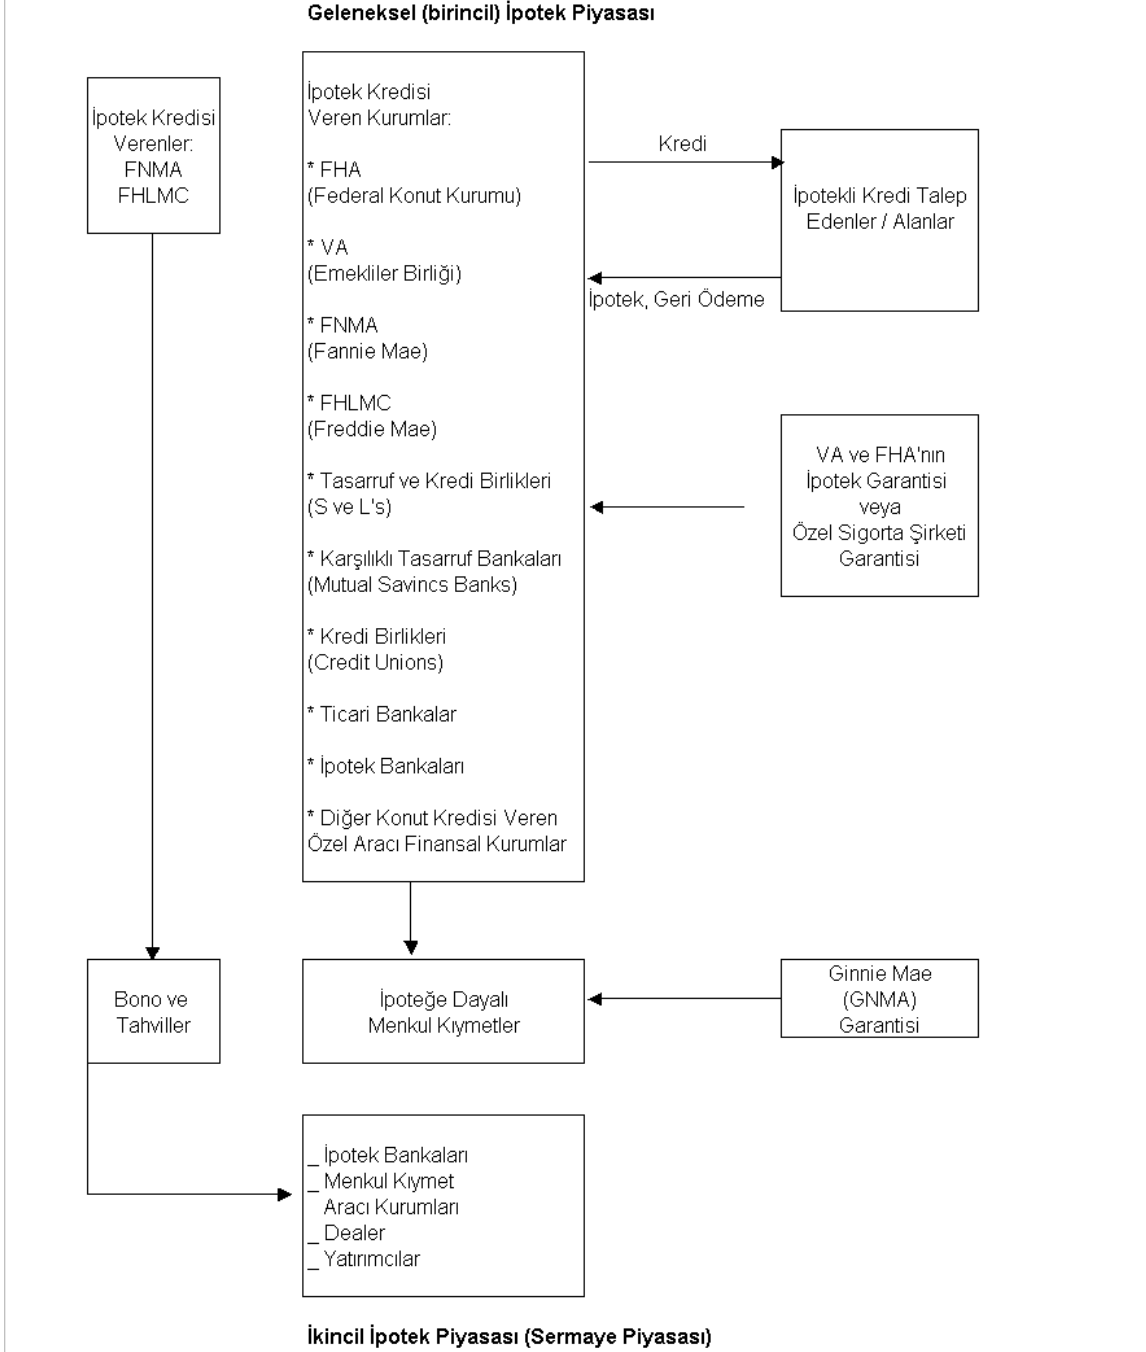 Geleneksel (birincil) İpotek Piyasası
İpotek Kredisi
Verenler:
FNMA
FHLMC
İpotek Kredisi
Veren Kurumlar:
* FHA
(Federal Konut Kurumu)
* VA
(Emekliler Birliği)
* FNMA
(Fannie Mae)
* FHLMC
(Freddie Mae)
* Tasarruf ve Kredi Birlikleri
(S ve L's)
* Karşılıklı Tasarruf Bankaları
(Mutual Savincs Banks)
* Kredi Birlikleri
(Credit Unions)
* Ticari Bankalar
* İpotek Bankaları
* Diğer Konut Kredisi Veren
Özel Aracı Finansal Kurumlar
Kredi
İpotekli Kredi Talep
Edenler / Alanlar
İpotek, Geri Ödeme
VA ve FHA'nın
İpotek Garantisi
veya
Özel Sigorta Şirketi
Garantisi
Bono ve
Tahviller
İpoteğe Dayalı
Menkul Kıymetler
Ginnie Mae
(GNMA)
Garantisi
_ İpotek Bankaları
_ Menkul Kıymet
Aracı Kurumları
_ Dealer
_ Yatırımcılar
İkincil İpotek Piyasası (Sermaye Piyasası)